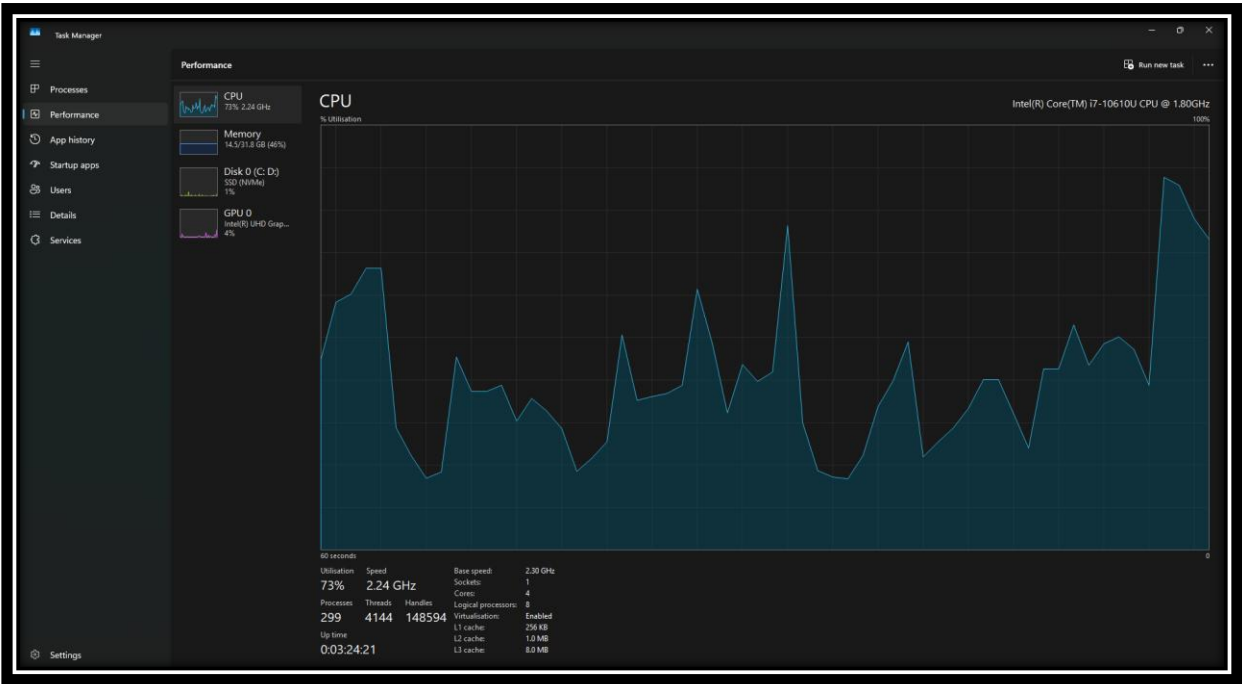 Task Manager
Performance
Run new task
Processes
Performance
App history
Startup apps
Users
Details
Services
Settings
CPU
73% 2.24 GHz
Memory
14.5/31.8 GB (46%)
Disk 0 (C: D:)
SSD (NVMe)
1%
GPU 0
Intel(R) UHD Grap...
4%
CPU
Intel(R) Core(TM) i7-10610U CPU @ 1.80GHz
% Utilisation
100%
60 seconds
0
Utilisation Speed
73% 2.24 GHz
Processes Threads Handles
299 4144 148594
Up time
0:03:24:21
Base speed: 2.30 GHz
Sockets: 1
Cores: 4
Logical processors: 8
Virtualisation: Enabled
L1 cache: 256 KB
L2 cache: 1.0 MB
L3 cache: 8.0 MB